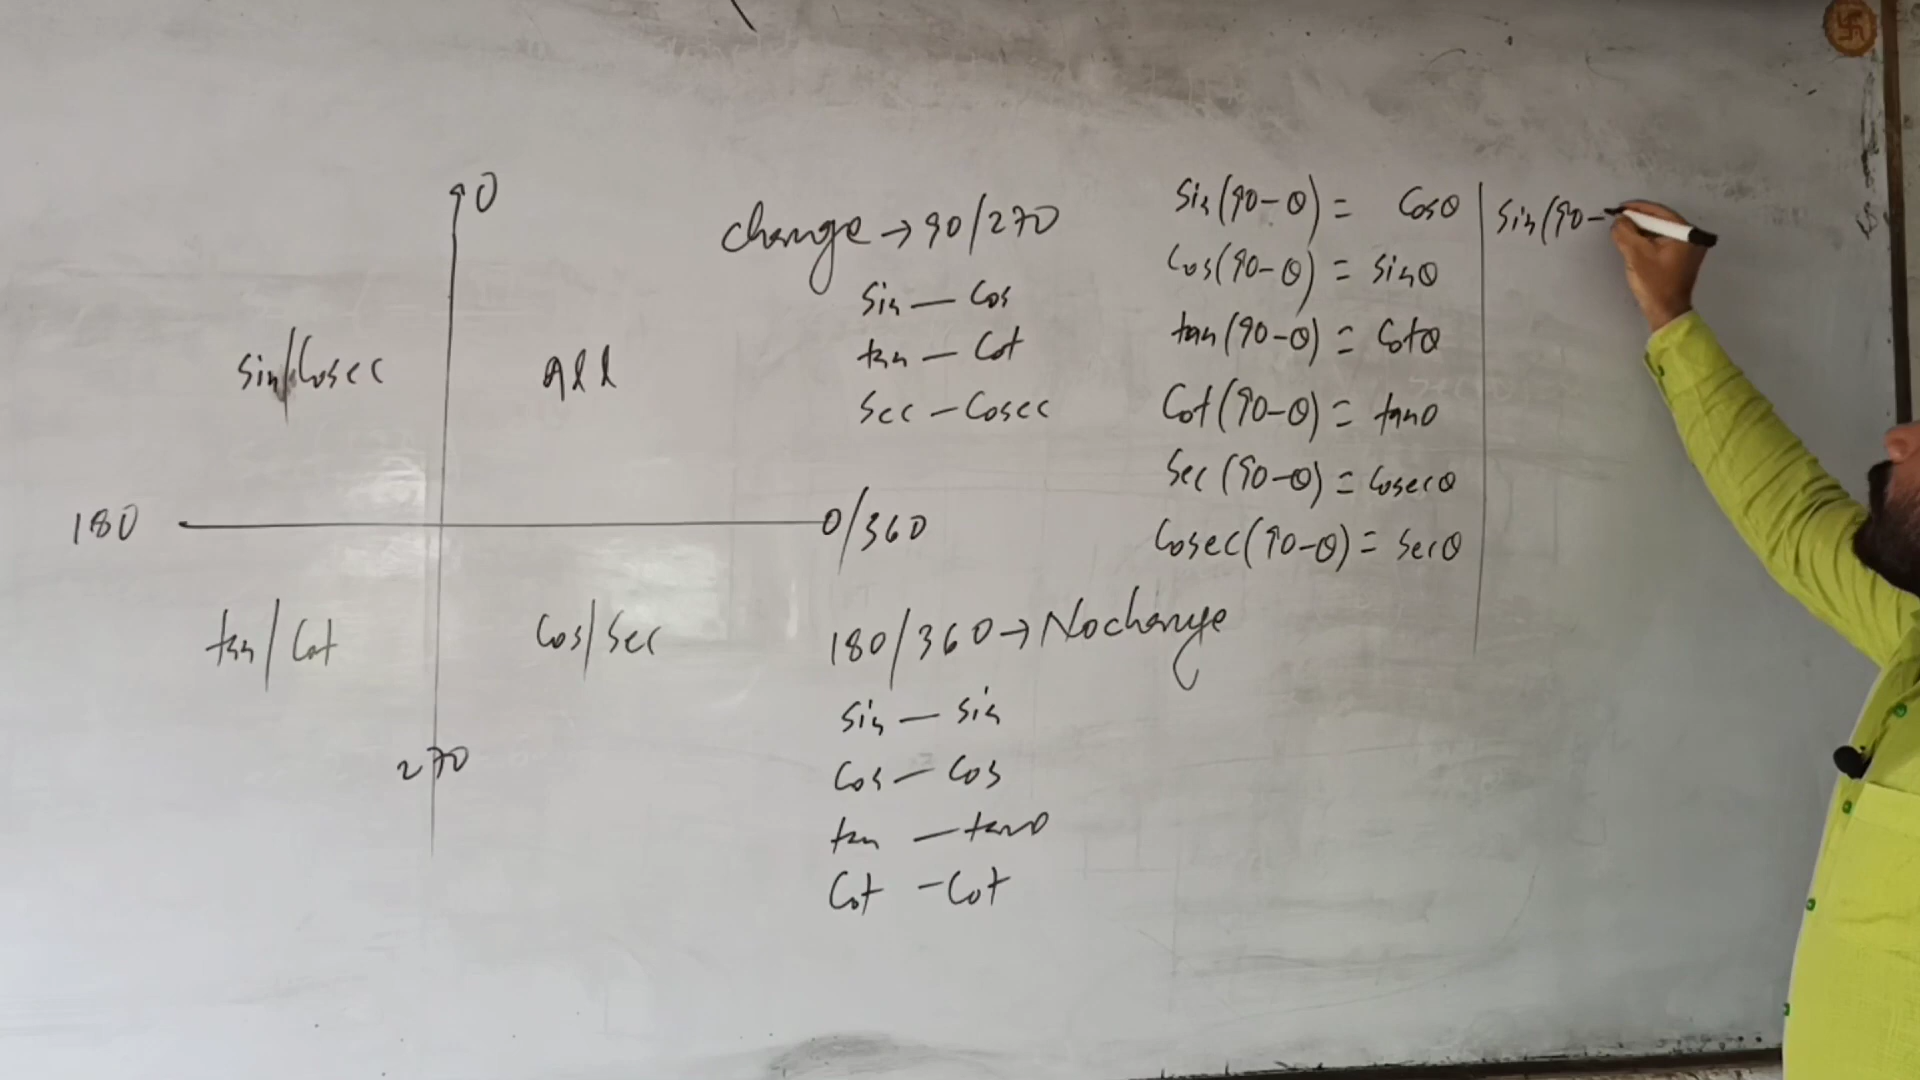 90
sin/Cosec
All
180
0/360
tan/Cot
Cos/Sec
270
Change → 90/270
Sin — Cos
tan — Cot
Sec — Cosec
180/360 → No change
Sin — Sin
Cos — Cos
tan — tanθ
Cot — Cot
Sin(90-θ) = Cosθ
Cos(90-θ) = Sinθ
tan(90-θ) = Cotθ
Cot(90-θ) = tanθ
Sec(90-θ) = Cosecθ
Cosec(90-θ) = Secθ
Sin(90-